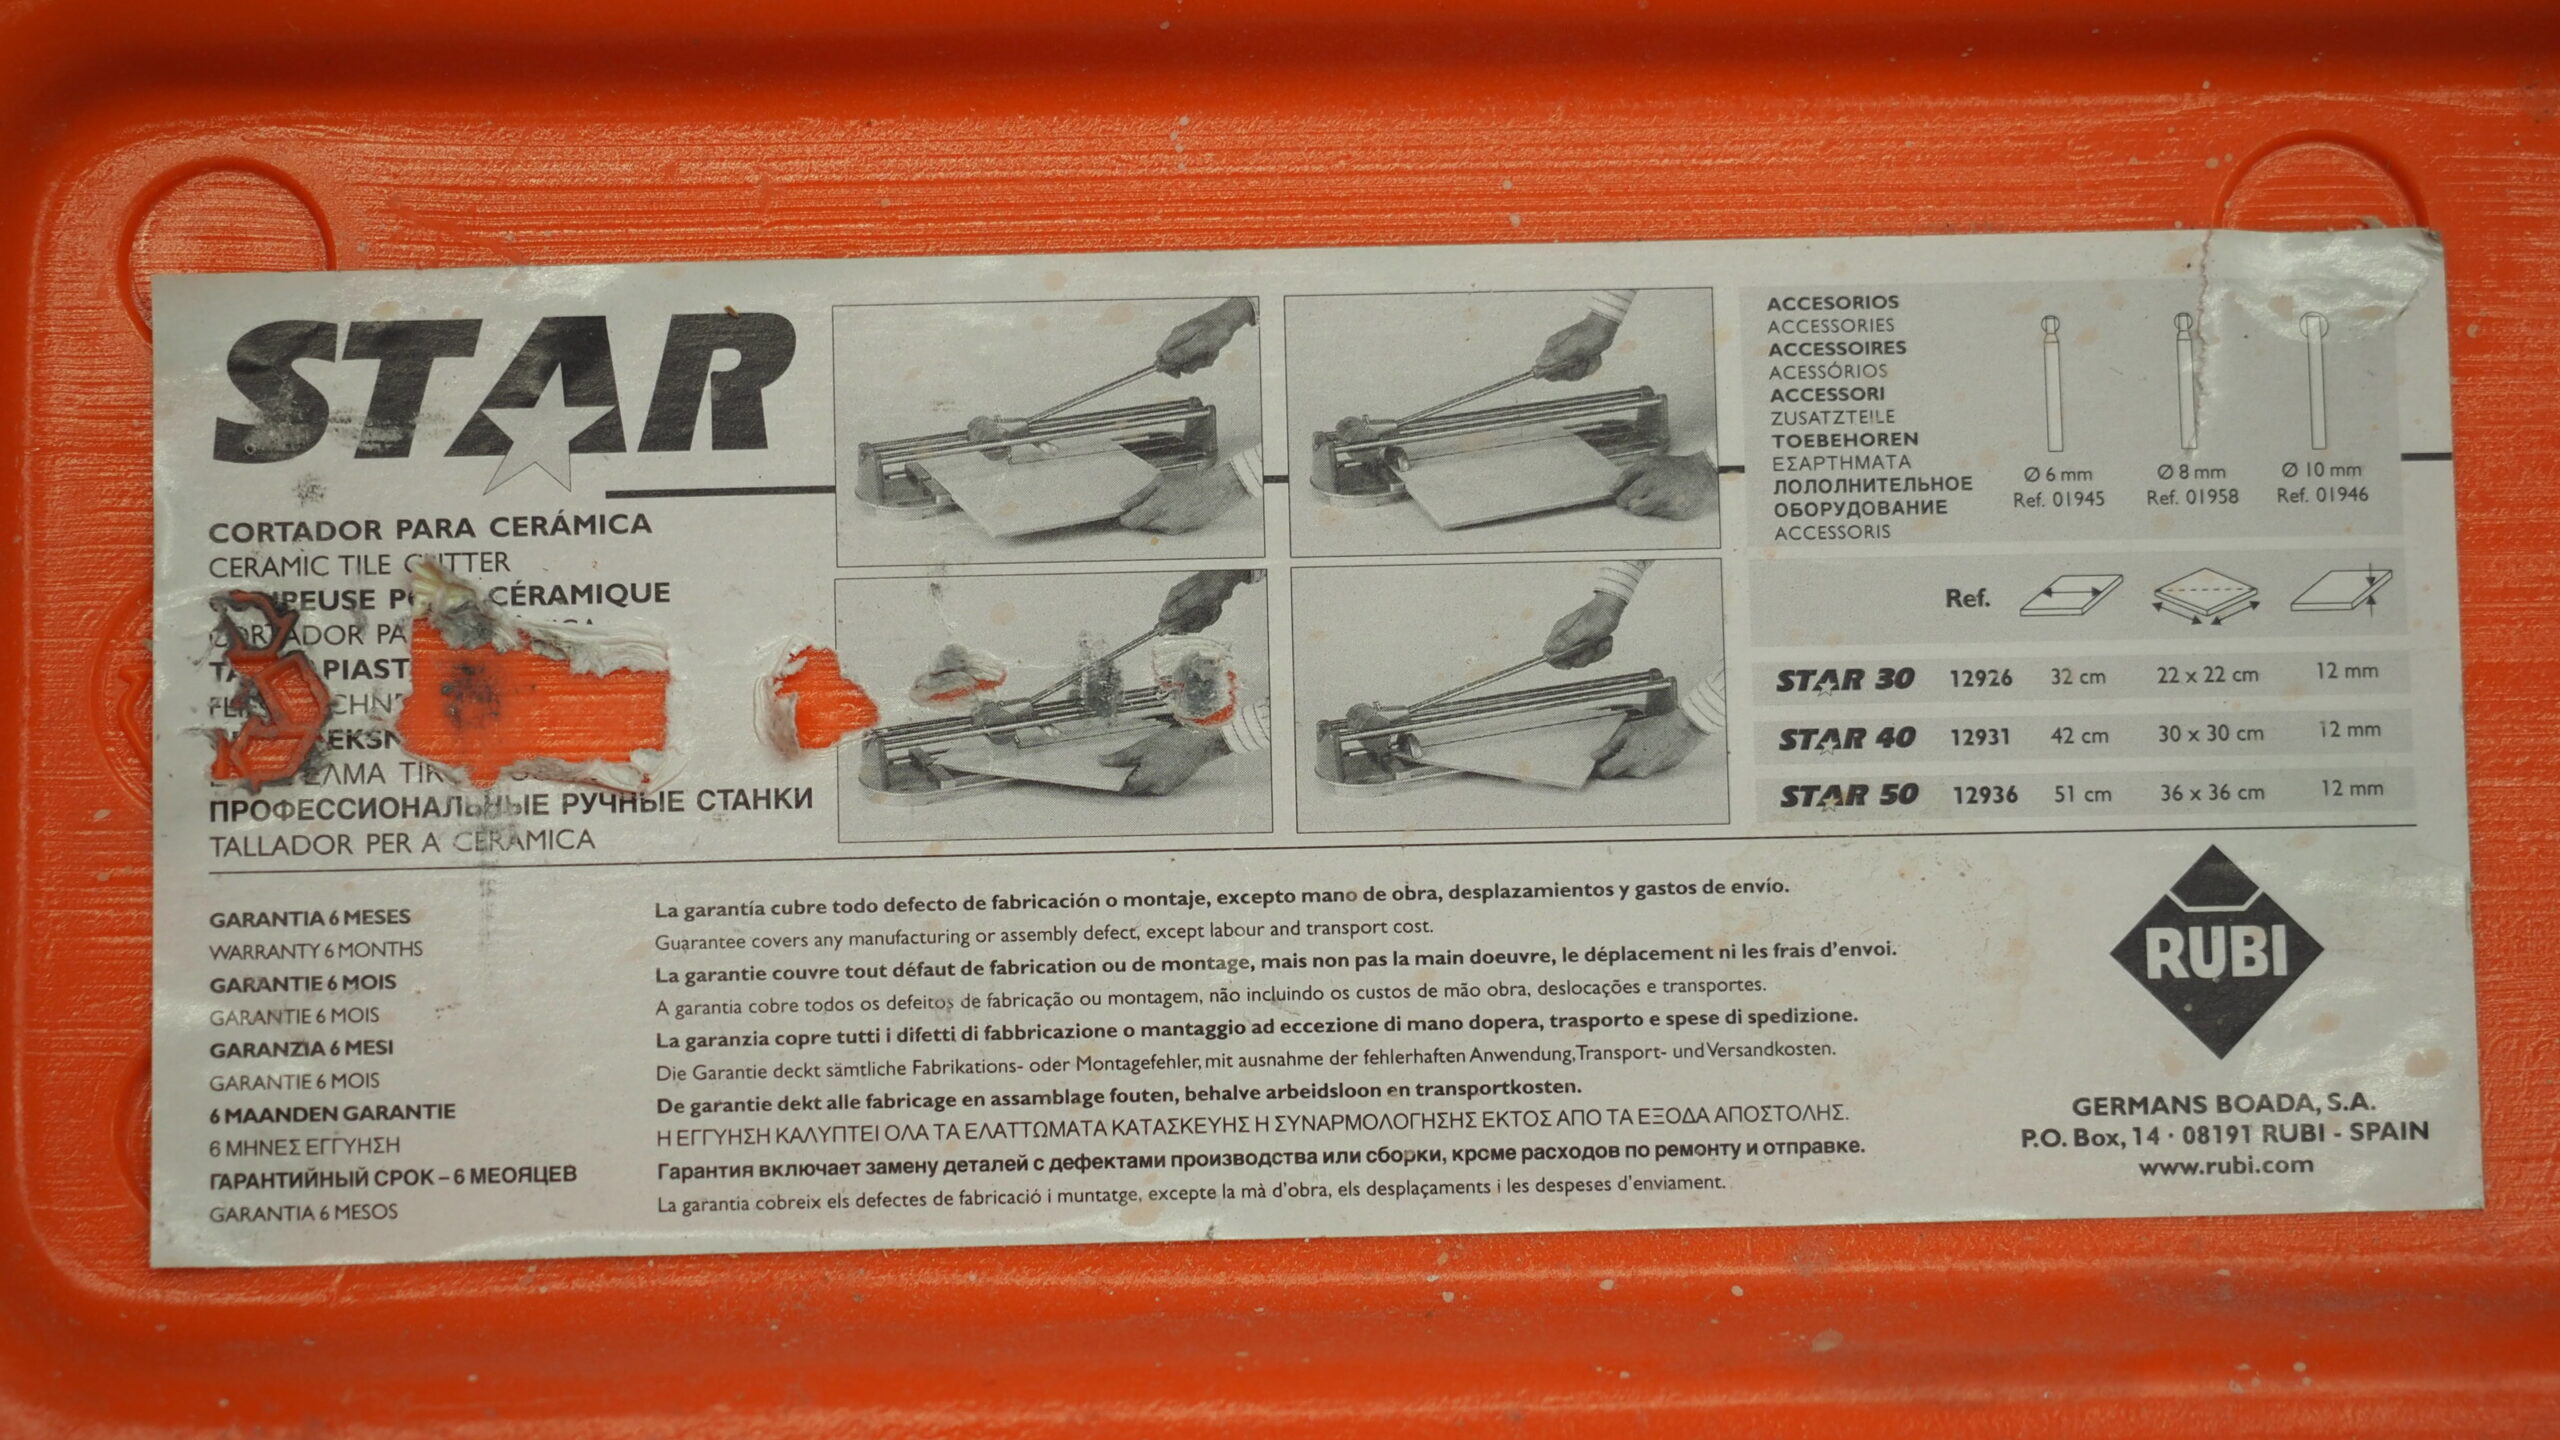 STAR
CORTADOR PARA CERÁMICA
CERAMIC TILE CUTTER
CÉRAMIQUE
CORTADOR
ПРОФЕССИОНАЛЬНЫЕ РУЧНЫЕ СТАНКИ
TALLADOR PER A CERAMICA
ACCESORIOS
ACCESSORIES
ACCESSOIRES
ACESSÓRIOS
ACCESSORI
ZUSATZTEILE
TOEBEHOREN
ΕΣΑΡΤΗΜΑΤΑ
ЛОЛОЛНИТЕЛЬНОЕ
ОБОРУДОВАНИЕ
ACCESSORIS
Ø 6 mm Ø 8 mm Ø 10 mm
Ref. 01945 Ref. 01958 Ref. 01946
Ref.
STAR 30 12926 32 cm 22 x 22 cm 12 mm
STAR 40 12931 42 cm 30 x 30 cm 12 mm
STAR 50 12936 51 cm 36 x 36 cm 12 mm
GARANTIA 6 MESES
WARRANTY 6 MONTHS
GARANTIE 6 MOIS
GARANTIE 6 MOIS
GARANZIA 6 MESI
GARANTIE 6 MOIS
6 MAANDEN GARANTIE
6 ΜΗΝΕΣ ΕΓΓΥΗΣΗ
ГАРАНТИЙНЫЙ СРОК – 6 МЕОЯЦЕВ
GARANTIA 6 MESOS
La garantía cubre todo defecto de fabricación o montaje, excepto mano de obra, desplazamientos y gastos de envío.
Guarantee covers any manufacturing or assembly defect, except labour and transport cost.
La garantie couvre tout défaut de fabrication ou de montage, mais non pas la main doeuvre, le déplacement ni les frais d'envoi.
A garantia cobre todos os defeitos de fabricação ou montagem, não incluindo os custos de mão obra, deslocações e transportes.
La garanzia copre tutti i difetti di fabbricazione o mantaggio ad eccezione di mano dopera, trasporto e spese di spedizione.
Die Garantie deckt sämtliche Fabrikations- oder Montagefehler, mit ausnahme der fehlerhaften Anwendung, Transport- und Versandkosten.
De garantie dekt alle fabricage en assamblage fouten, behalve arbeidsloon en transportkosten.
Η ΕΓΓΥΗΣΗ ΚΑΛΥΠΤΕΙ ΟΛΑ ΤΑ ΕΛΑΤΤΩΜΑΤΑ ΚΑΤΑΣΚΕΥΗΣ Η ΣΥΝΑΡΜΟΛΟΓΗΣΗΣ ΕΚΤΟΣ ΑΠΟ ΤΑ ΕΞΟΔΑ ΑΠΟΣΤΟΛΗΣ.
Гарантия включает замену деталей с дефектами производства или сборки, кроме расходов по ремонту и отправке.
La garantia cobreix els defectes de fabricació i muntatge, excepte la mà d'obra, els desplaçaments i les despeses d'enviament.
RUBI
GERMANS BOADA, S.A.
P.O. Box, 14 · 08191 RUBI - SPAIN
www.rubi.com